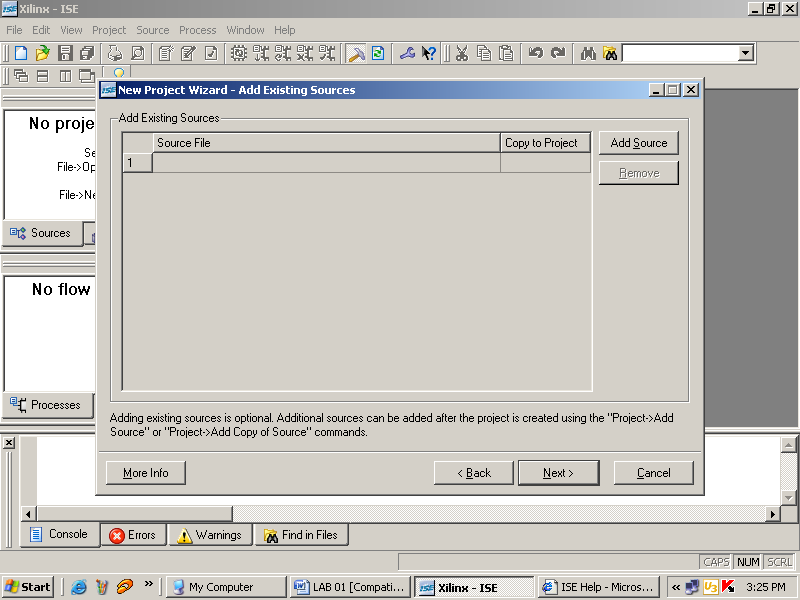 ISE Xilinx - ISE
File Edit View Project Source Process Window Help
ISE New Project Wizard - Add Existing Sources
No proje
Se
File->Op
File->Ne
Sources
No flow
Processes
Add Existing Sources
Source File Copy to Project
1
Add Source
Remove
Adding existing sources is optional. Additional sources can be added after the project is created using the "Project->Add
Source" or "Project->Add Copy of Source" commands.
More Info < Back Next > Cancel
Console Errors Warnings Find in Files
CAPS NUM SCRL
Start » My Computer LAB 01 [Compati... ISE Xilinx - ISE ISE Help - Micros... « 3:25 PM